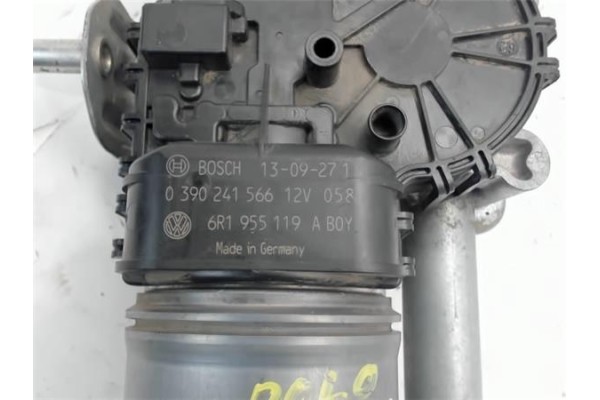 BOSCH 13-09-27 1
0 390 241 566 12V 058
6R1 955 119 A BOY
Made in Germany